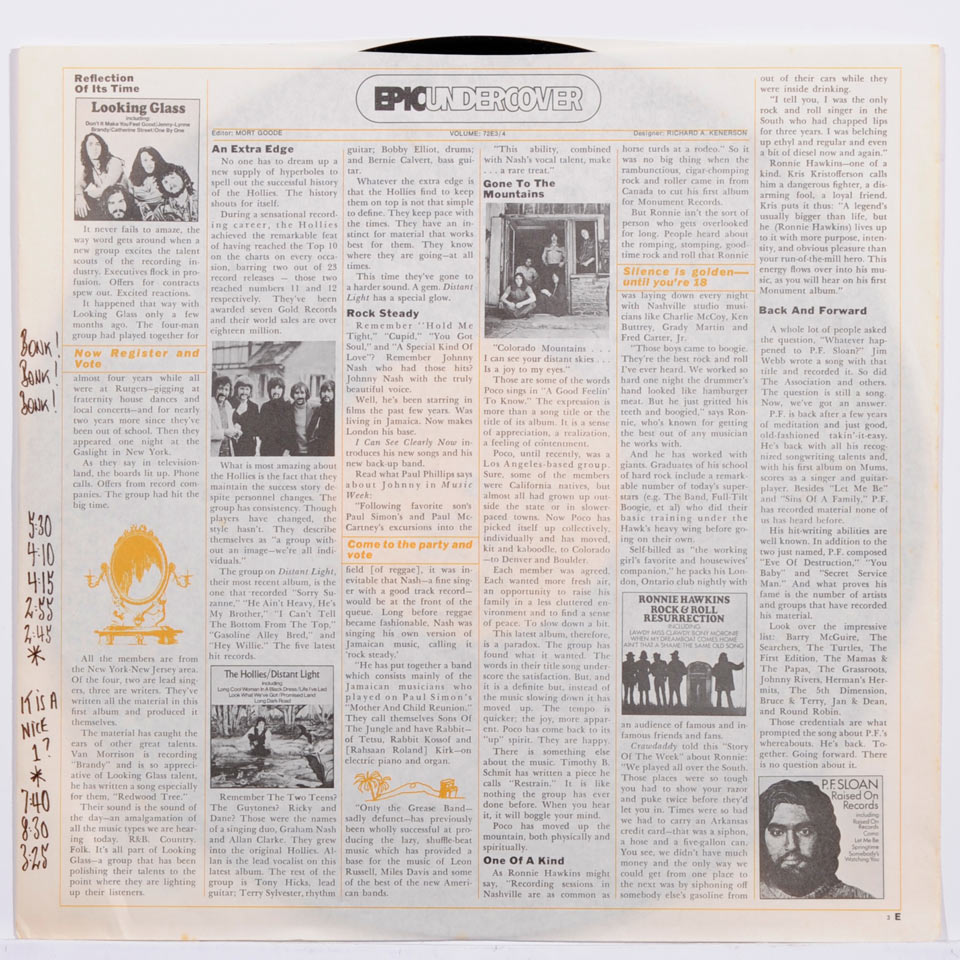 EPIC UNDERCOVER
Editor: MORT GOODE
VOLUME: 72E3/4
Designer: RICHARD A. KENERSON
Reflection
Of Its Time
Looking Glass
including:
Don't It Make You Feel Good/Jenny-Lynne
Brandy/Catherine Street/One By One
It never fails to amaze, the
way word gets around when a
new group excites the talent
scouts of the recording in-
dustry. Executives flock in pro-
fusion. Offers for contracts
spew out. Excited reactions.
It happened that way with
Looking Glass only a few
months ago. The four-man
group had played together for
Now Register and
Vote
almost four years while all
were at Rutgers—gigging at
fraternity house dances and
local concerts—and for nearly
two years more since they've
been out of school. Then they
appeared one night at the
Gaslight in New York.
As they say in television-
land, the boards lit up. Phone
calls. Offers from record com-
panies. The group had hit the
big time.
All the members are from
the New York-New Jersey area.
Of the four, two are lead sing-
ers, three are writers. They've
written all the material in this
first album and produced it
themselves.
The material has caught the
ears of other great talents.
Van Morrison is recording
"Brandy" and is so appreci-
ative of Looking Glass talent,
he has written a song especially
for them, "Redwood Tree."
Their sound is the sound of
the day—an amalgamation of
all the music types we are hear-
ing today. R&B. Country.
Folk. It's all part of Looking
Glass—a group that has been
polishing their talents to the
point where they are lighting
up their listeners.
BONK!
BONK!
BONK!
5:30
4:10
4:15
2:55
2:45
*
IT IS A
NICE
1?
*
7:40
8:30
3:25
An Extra Edge
No one has to dream up a
new supply of hyperboles to
spell out the successful history
of the Hollies. The history
shouts for itself.
During a sensational record-
ing career, the Hollies
achieved the remarkable feat
of having reached the Top 10
on the charts on every occa-
sion, barring two out of 23
record releases — those two
reached numbers 11 and 12
respectively. They've been
awarded seven Gold Records
and their world sales are over
eighteen million.
What is most amazing about
the Hollies is the fact that they
maintain the success story de-
spite personnel changes. The
group has consistency. Though
players have changed, the
style hasn't. They describe
themselves as "a group with-
out an image—we're all indi-
viduals."
The group on Distant Light,
their most recent album, is the
one that recorded "Sorry Su-
zanne," "He Ain't Heavy, He's
My Brother," "I Can't Tell
The Bottom From The Top,"
"Gasoline Alley Bred," and
"Hey Willie." The five latest
hit records.
The Hollies/Distant Light
including:
Long Cool Woman In A Black Dress/Life I've Led
Look What We've Got/Promised Land
Long Dark Road
Remember The Two Teens?
The Guytones? Ricky and
Dane? Those were the names
of a singing duo, Graham Nash
and Allan Clarke. They grew
into the original Hollies. Al-
lan is the lead vocalist on this
latest album. The rest of the
group is Tony Hicks, lead
guitar; Terry Sylvester, rhythm
guitar; Bobby Elliot, drums;
and Bernie Calvert, bass gui-
tar.
Whatever the extra edge is
that the Hollies find to keep
them on top is not that simple
to define. They keep pace with
the times. They have an in-
stinct for material that works
best for them. They know
where they are going—at all
times.
This time they've gone to
a harder sound. A gem. Distant
Light has a special glow.
Rock Steady
Remember "Hold Me
Tight," "Cupid," "You Got
Soul," and "A Special Kind Of
Love"? Remember Johnny
Nash who had those hits?
Johnny Nash with the truly
beautiful voice.
Well, he's been starring in
films the past few years. Was
living in Jamaica. Now makes
London his base.
I Can See Clearly Now in-
troduces his new songs and his
new back-up band.
Read what Paul Phillips says
about Johnny in Music
Week:
"Following favorite son's
Paul Simon's and Paul Mc-
Cartney's excursions into the
Come to the party and
vote
field [of reggae], it was in-
evitable that Nash—a fine sing-
er with a good track record—
would be at the front of the
queue. Long before reggae
became fashionable, Nash was
singing his own version of
Jamaican music, calling it
'rock steady.'
"He has put together a band
which consists mainly of the
Jamaican musicians who
played on Paul Simon's
"Mother And Child Reunion."
They call themselves Sons Of
The Jungle and have Rabbit—
of Tetsu, Rabbit Kossof and
[Rahsaan Roland] Kirk—on
electric piano and organ.
"Only the Grease Band—
sadly defunct—has previously
been wholly successful at pro-
ducing the lazy, shuffle-beat
music which has provided a
base for the music of Leon
Russell, Miles Davis and some
of the best of the new Ameri-
can bands.
"This ability, combined
with Nash's vocal talent, make
. . . a rare treat."
Gone To The
Mountains
"Colorado Mountains . . .
I can see your distant skies . . .
Is a joy to my eyes."
Those are some of the words
Poco sings in "A Good Feelin'
To Know." The expression is
more than a song title or the
title of its album. It is a sense
of appreciation, a realization,
a feeling of contentment.
Poco, until recently, was a
Los Angeles-based group.
Sure, some of the members
were California natives, but
almost all had grown up out-
side the state or in slower-
paced towns. Now Poco has
picked itself up collectively,
individually and has moved,
kit and kaboodle, to Colorado
—to Denver and Boulder.
Each member was agreed.
Each wanted more fresh air,
an opportunity to raise his
family in a less cluttered en-
vironment and to find a sense
of peace. To slow down a bit.
This latest album, therefore,
is a paradox. The group has
found what it wanted. The
words in their title song under-
score the satisfaction. But, and
it is a definite but, instead of
the music slowing down it is
moved up. The tempo is
quicker; the joy, more appar-
ent. Poco has come back to its
"up" spirit. They are happy.
There is something else
about the music. Timothy B.
Schmit has written a piece he
calls "Restrain." It is like
nothing the group has ever
done before. When you hear
it, it will boggle your mind.
Poco has moved up the
mountain, both physically and
spiritually.
One Of A Kind
As Ronnie Hawkins might
say, "Recording sessions in
Nashville are as common as
horse turds at a rodeo." So it
was no big thing when the
rambunctious, cigar-chomping
rock and roller came in from
Canada to cut his first album
for Monument Records.
But Ronnie isn't the sort of
person who gets overlooked
for long. People heard about
the romping, stomping, good-
time rock and roll that Ronnie
Silence is golden—
until you're 18
was laying down every night
with Nashville studio musi-
cians like Charlie McCoy, Ken
Buttrey, Grady Martin and
Fred Carter, Jr.
"Those boys came to boogie.
They're the best rock and roll
I've ever heard. We worked so
hard one night the drummer's
hand looked like hamburger
meat. But he just gritted his
teeth and boogied," says Ron-
nie, who's known for getting
the best out of any musician
he works with.
And he has worked with
giants. Graduates of his school
of hard rock include a remark-
able number of today's super-
stars (e.g. The Band, Full-Tilt
Boogie, et al) who did their
basic training under the
Hawk's heavy wing before go-
ing on their own.
Self-billed as "the working
girl's favorite and housewives'
companion," he packs his Lon-
don, Ontario club nightly with
RONNIE HAWKINS
ROCK & ROLL
RESURRECTION
INCLUDING:
LAWDY MISS CLAWDY/BONY MORONIE
WHEN MY DREAMBOAT COMES HOME
AIN'T THAT A SHAME/THE SAME OLD SONG
an audience of famous and in-
famous friends and fans.
Crawdaddy told this "Story
Of The Week" about Ronnie:
"We played all over the South.
Those places were so tough
you had to show your razor
and puke twice before they'd
let you in. Times were so hard
we had to carry an Arkansas
credit card—that was a siphon,
a hose and a five-gallon can.
You see, we didn't have much
money and the only way we
could get from one place to
the next was by siphoning off
somebody else's gasoline from
out of their cars while they
were inside drinking.
"I tell you, I was the only
rock and roll singer in the
South who had chapped lips
for three years. I was belching
up ethyl and regular and even
a bit of diesel now and again."
Ronnie Hawkins—one of a
kind. Kris Kristofferson calls
him a dangerous fighter, a dis-
arming fool, a loyal friend.
Kris puts it thus: "A legend's
usually bigger than life, but
he (Ronnie Hawkins) lives up
to it with more purpose, inten-
sity, and obvious pleasure than
your run-of-the-mill hero. This
energy flows over into his mu-
sic, as you will hear on his first
Monument album."
Back And Forward
A whole lot of people asked
the question, "Whatever hap-
pened to P.F. Sloan?" Jim
Webb wrote a song with that
title and recorded it. So did
The Association and others.
The question is still a song.
Now, we've got an answer.
P.F. is back after a few years
of meditation and just good,
old-fashioned takin'-it-easy.
He's back with all his recog-
nized songwriting talents and,
with his first album on Mums,
scores as a singer and guitar-
player. Besides "Let Me Be"
and "Sins Of A Family," P.F.
has recorded material none of
us has heard before.
His hit-writing abilities are
well known. In addition to the
two just named, P.F. composed
"Eve Of Destruction," "You
Baby" and "Secret Service
Man." And what proves his
fame is the number of artists
and groups that have recorded
his material.
Look over the impressive
list: Barry McGuire, The
Searchers, The Turtles, The
First Edition, The Mamas &
The Papas, The Grassroots,
Johnny Rivers, Herman's Her-
mits, The 5th Dimension,
Bruce & Terry, Jan & Dean,
and Round Robin.
Those credentials are what
prompted the song about P.F.'s
whereabouts. He's back. To-
gether. Going forward. There
is no question about it.
P.F. SLOAN
Raised On
Records
including:
Raised On
Records
Come
Let Me Be
Springtime
Somebody's
Watching You
3 E